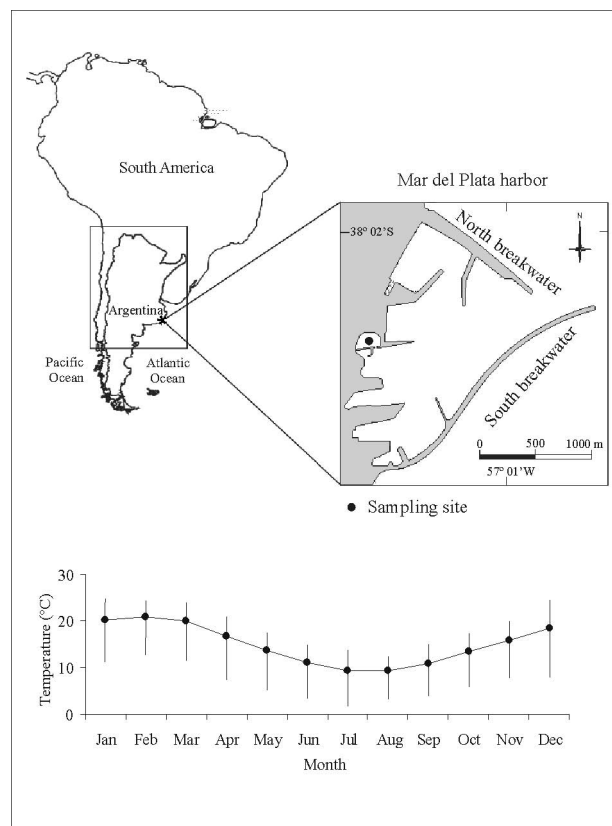 South America
Mar del Plata harbor
38° 02'S
N
North breakwater
Argentina
Pacific
Ocean
Atlantic
Ocean
South breakwater
0 500 1000 m
57° 01'W
● Sampling site
30
20
10
0
Temperature (°C)
Jan Feb Mar Apr May Jun Jul Aug Sep Oct Nov Dec
Month